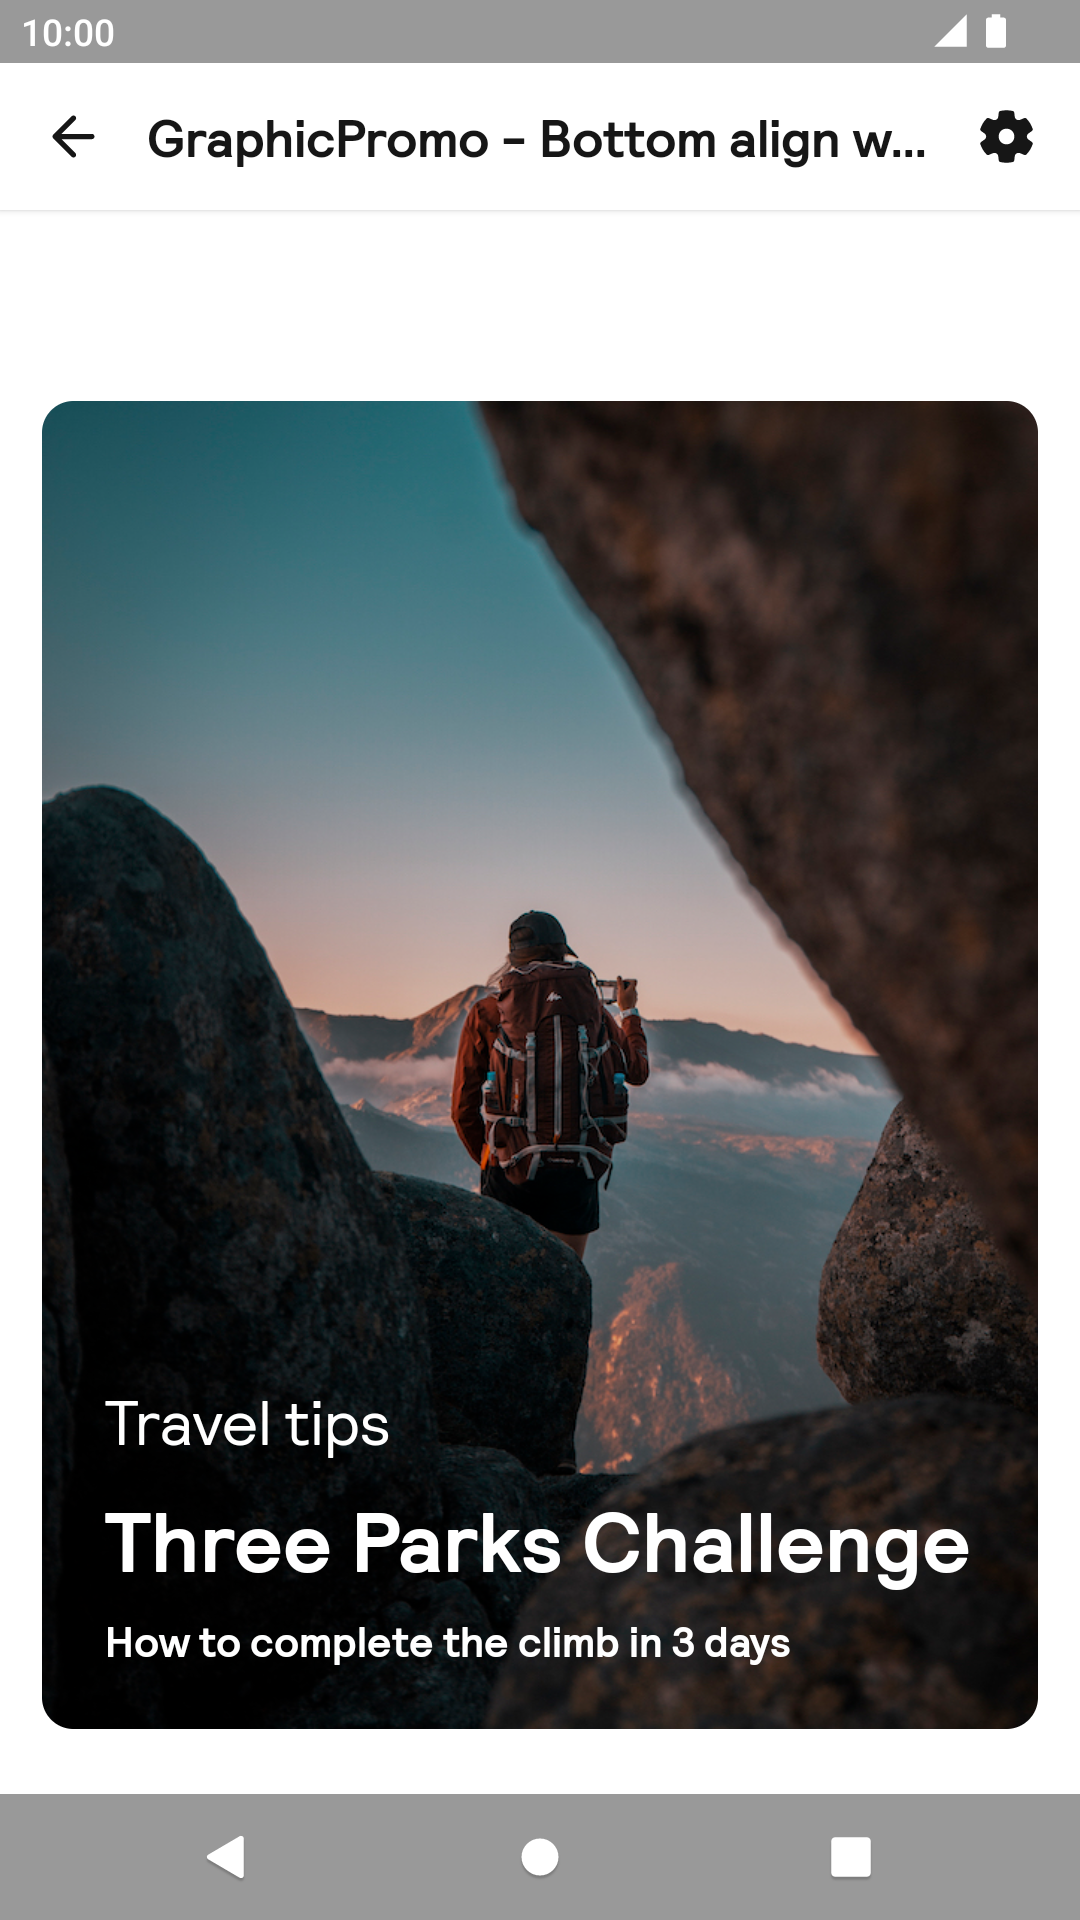 10:00
GraphicPromo - Bottom align w...
Travel tips
Three Parks Challenge
How to complete the climb in 3 days